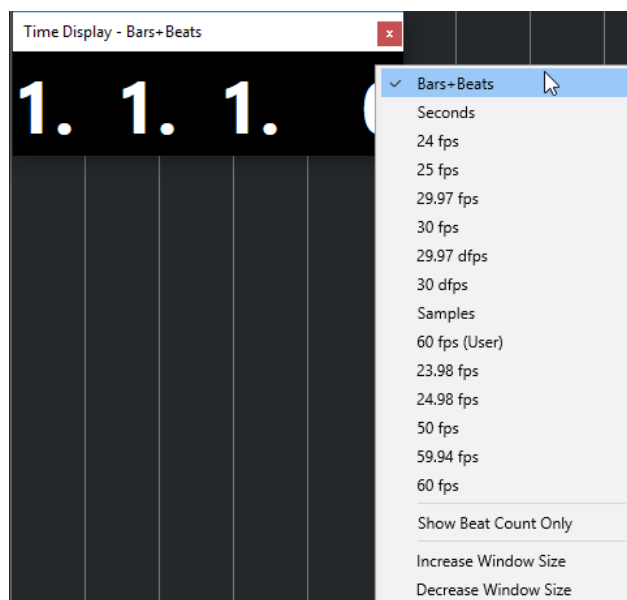 Time Display - Bars+Beats
x
1. 1. 1.
Bars+Beats
Seconds
24 fps
25 fps
29.97 fps
30 fps
29.97 dfps
30 dfps
Samples
60 fps (User)
23.98 fps
24.98 fps
50 fps
59.94 fps
60 fps
Show Beat Count Only
Increase Window Size
Decrease Window Size